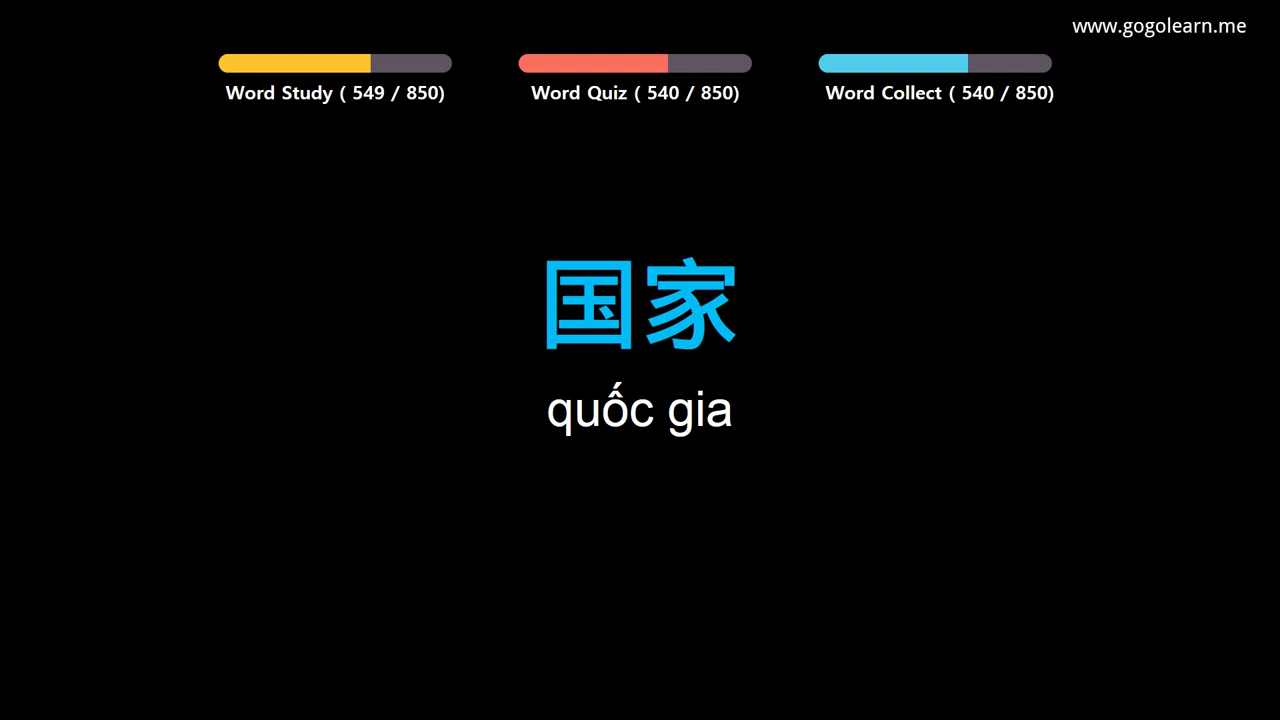 www.gogolearn.me
Word Study ( 549 / 850)
Word Quiz ( 540 / 850)
Word Collect ( 540 / 850)
国家
quốc gia